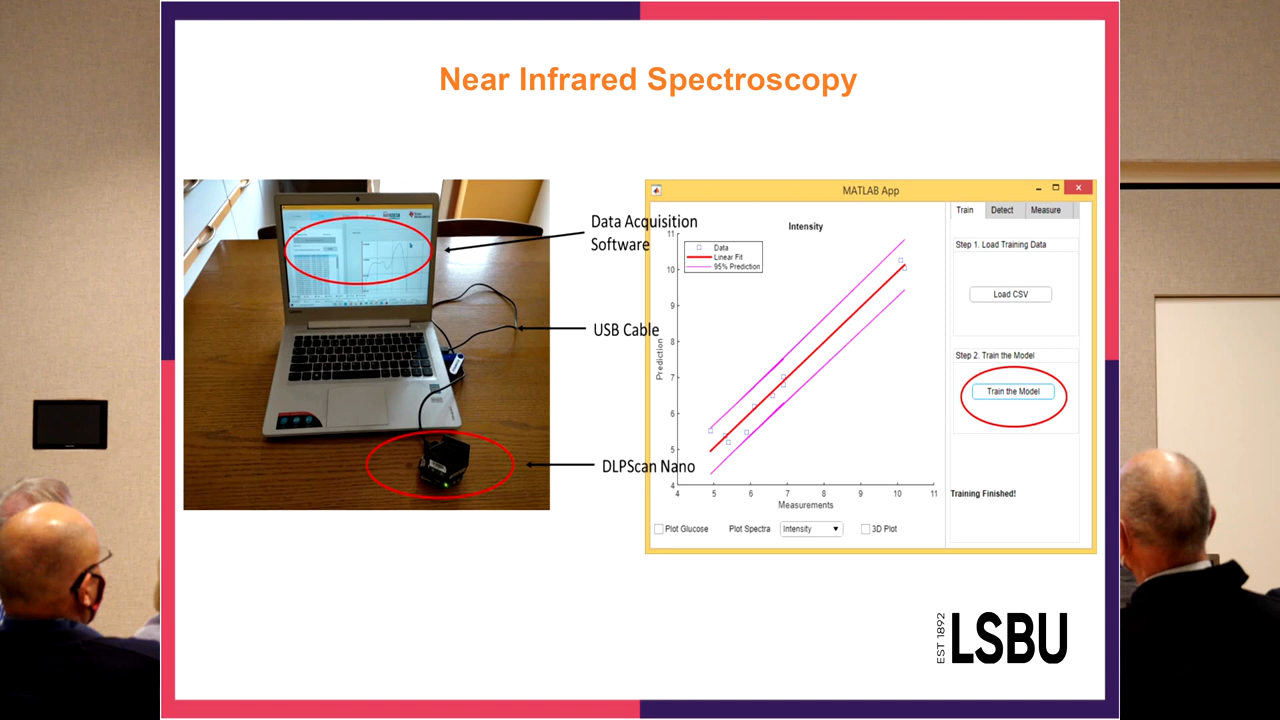 Near Infrared Spectroscopy
Data Acquisition
Software
USB Cable
DLPScan Nano
MATLAB App
Train Detect Measure
Intensity
Data
Linear Fit
95% Prediction
11
10
9
8
7
6
5
4
Prediction
4 5 6 7 8 9 10 11
Measurements
Plot Glucose Plot Spectra Intensity 3D Plot
Step 1. Load Training Data
Load CSV
Step 2. Train the Model
Train the Model
Training Finished!
EST 1892
LSBU